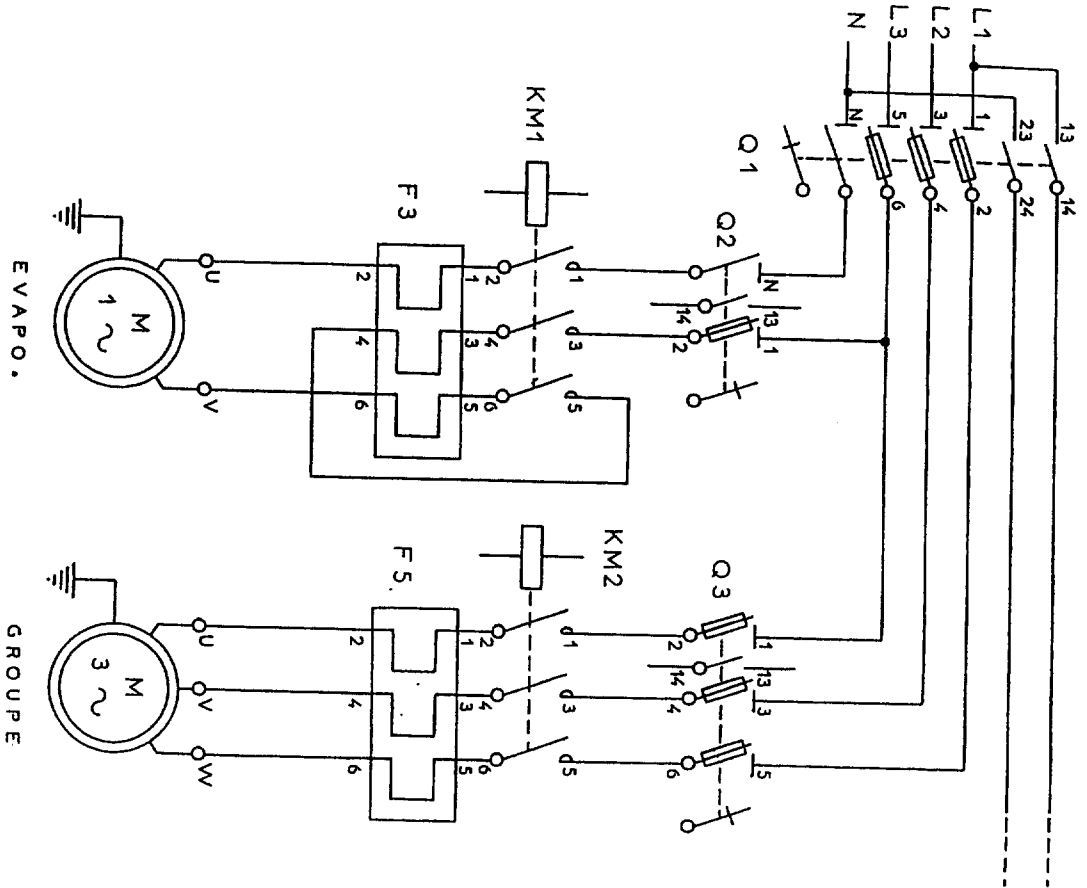 13 14
23 24
L1 1 2
L2 3 4
L3 5 6
N N
Q1
N 13 1
1 13 3 5
Q2
Q3
14 2
2 14 4 6
KM1
KM2
1 3 5
1 3 5
2 4 6
2 4 6
1 3 5
1 3 5
F3
F5
2 4 6
2 4 6
U V
U V W
M
1 ~
M
3 ~
EVAPO.
GROUPE